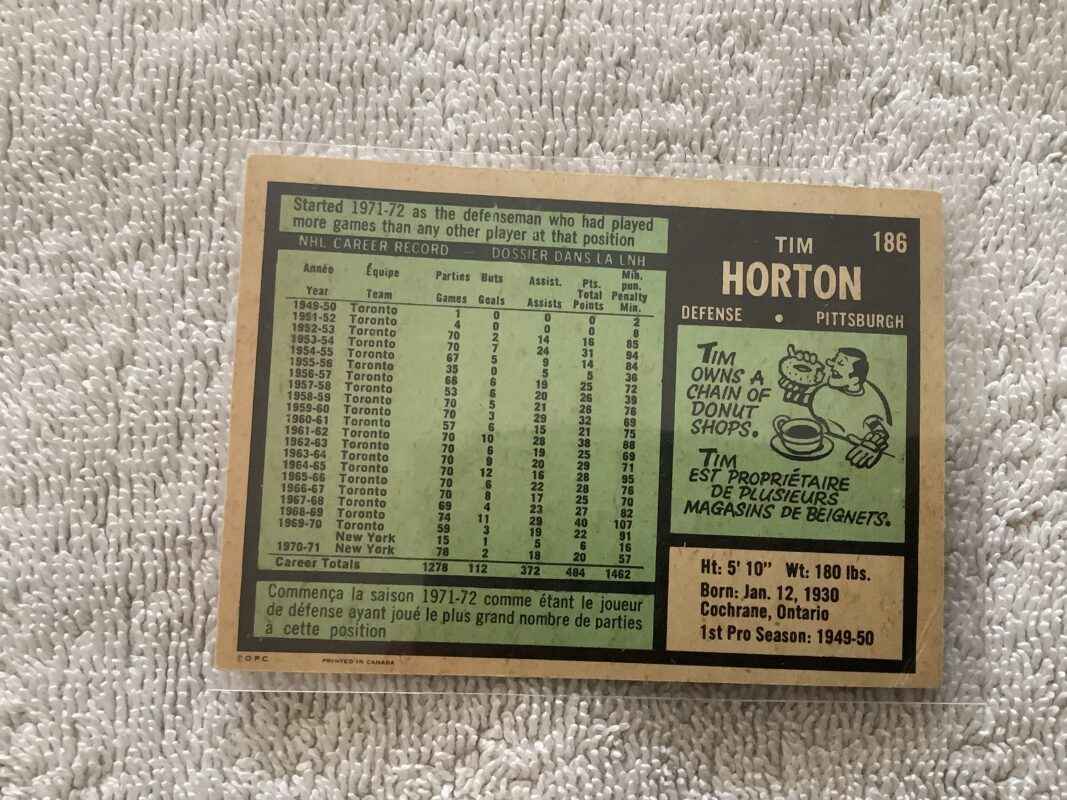 Started 1971-72 as the defenseman who had played
more games than any other player at that position
NHL CAREER RECORD — DOSSIER DANS LA LNH
Année Équipe Parties Buts Assist. Pts. Min. pun.
Year Team Games Goals Assists Total Points Penalty Min.
1949-50 Toronto 1 0 0 0 2
1951-52 Toronto 4 0 0 0 8
1952-53 Toronto 70 2 14 16 85
1953-54 Toronto 70 7 24 31 94
1954-55 Toronto 67 5 9 14 84
1955-56 Toronto 35 0 5 5 36
1956-57 Toronto 66 6 19 25 72
1957-58 Toronto 53 6 20 26 39
1958-59 Toronto 70 5 21 26 76
1959-60 Toronto 70 3 29 32 69
1960-61 Toronto 57 6 15 21 75
1961-62 Toronto 70 10 28 38 88
1962-63 Toronto 70 6 19 25 69
1963-64 Toronto 70 9 20 29 71
1964-65 Toronto 70 12 16 28 95
1965-66 Toronto 70 6 22 28 76
1966-67 Toronto 70 8 17 25 70
1967-68 Toronto 69 4 23 27 82
1968-69 Toronto 74 11 29 40 107
1969-70 Toronto 59 3 19 22 91
New York 15 1 5 6 16
1970-71 New York 78 2 18 20 57
Career Totals 1278 112 372 484 1462
Commença la saison 1971-72 comme étant le joueur
de défense ayant joué le plus grand nombre de parties
à cette position
© O.P.C. PRINTED IN CANADA
186
TIM
HORTON
DEFENSE • PITTSBURGH
TIM
OWNS A
CHAIN OF
DONUT
SHOPS.
TIM
EST PROPRIÉTAIRE
DE PLUSIEURS
MAGASINS DE BEIGNETS.
Ht: 5' 10" Wt: 180 lbs.
Born: Jan. 12, 1930
Cochrane, Ontario
1st Pro Season: 1949-50